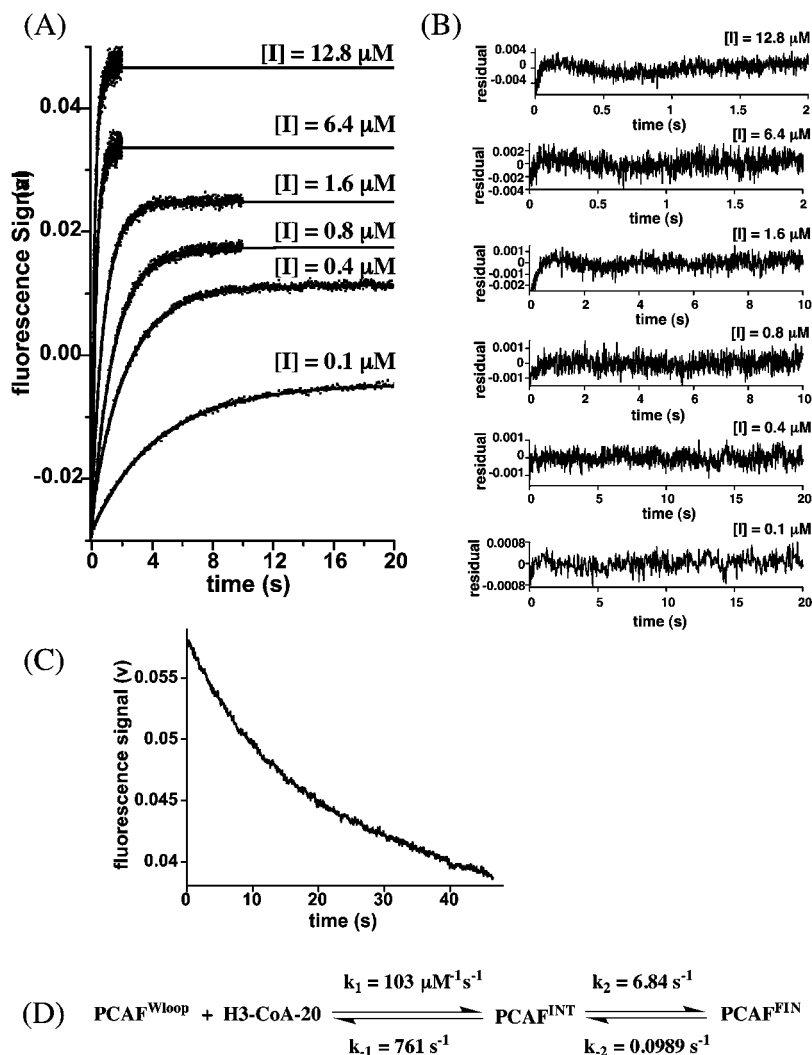 (A)
fluorescence Signal
0.04
0.02
0.00
-0.02
[I] = 12.8 µM
[I] = 6.4 µM
[I] = 1.6 µM
[I] = 0.8 µM
[I] = 0.4 µM
[I] = 0.1 µM
0 4 8 12 16 20
time (s)
(B)
[I] = 12.8 µM
residual
0.004
0
-0.004
0 0.5 1 1.5 2
time (s)
[I] = 6.4 µM
residual
0.002
0
-0.002
-0.004
0 0.5 1 1.5 2
time (s)
[I] = 1.6 µM
residual
0.001
0
-0.001
-0.002
0 2 4 6 8 10
time (s)
[I] = 0.8 µM
residual
0.001
0
-0.001
0 2 4 6 8 10
time (s)
[I] = 0.4 µM
residual
0.001
0
-0.001
0 5 10 15 20
time (s)
[I] = 0.1 µM
residual
0.0008
0
-0.0008
0 5 10 15 20
time (s)
(C)
fluorescence signal (v)
0.055
0.05
0.045
0.04
0 10 20 30 40
time (s)
(D)
k₁ = 103 µM⁻¹s⁻¹ k₂ = 6.84 s⁻¹
PCAF^Wloop + H3-CoA-20 PCAF^INT PCAF^FIN
k₋₁ = 761 s⁻¹ k₋₂ = 0.0989 s⁻¹